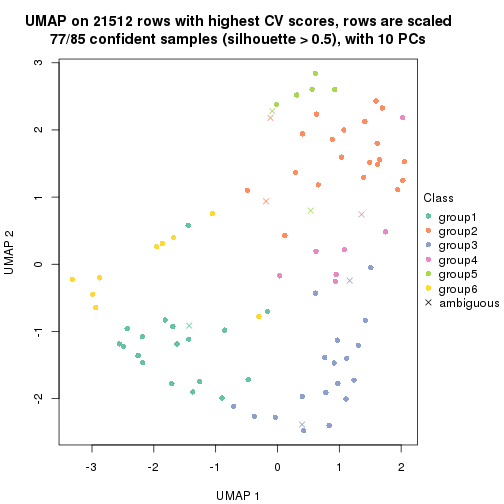 UMAP on 21512 rows with highest CV scores, rows are scaled
77/85 confident samples (silhouette > 0.5), with 10 PCs
3
2
1
0
-1
-2
UMAP 2
-3
-2
-1
0
1
2
UMAP 1
Class
group1
group2
group3
group4
group5
group6
ambiguous